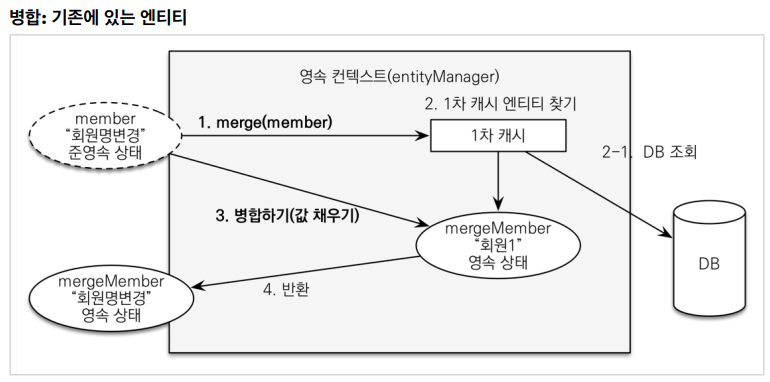 병합: 기존에 있는 엔티티
영속 컨텍스트(entityManager)
member
“회원명변경”
준영속 상태
1. merge(member)
2. 1차 캐시 엔티티 찾기
1차 캐시
2-1. DB 조회
3. 병합하기(값 채우기)
mergeMember
“회원1”
영속 상태
DB
4. 반환
mergeMember
“회원명변경”
영속 상태